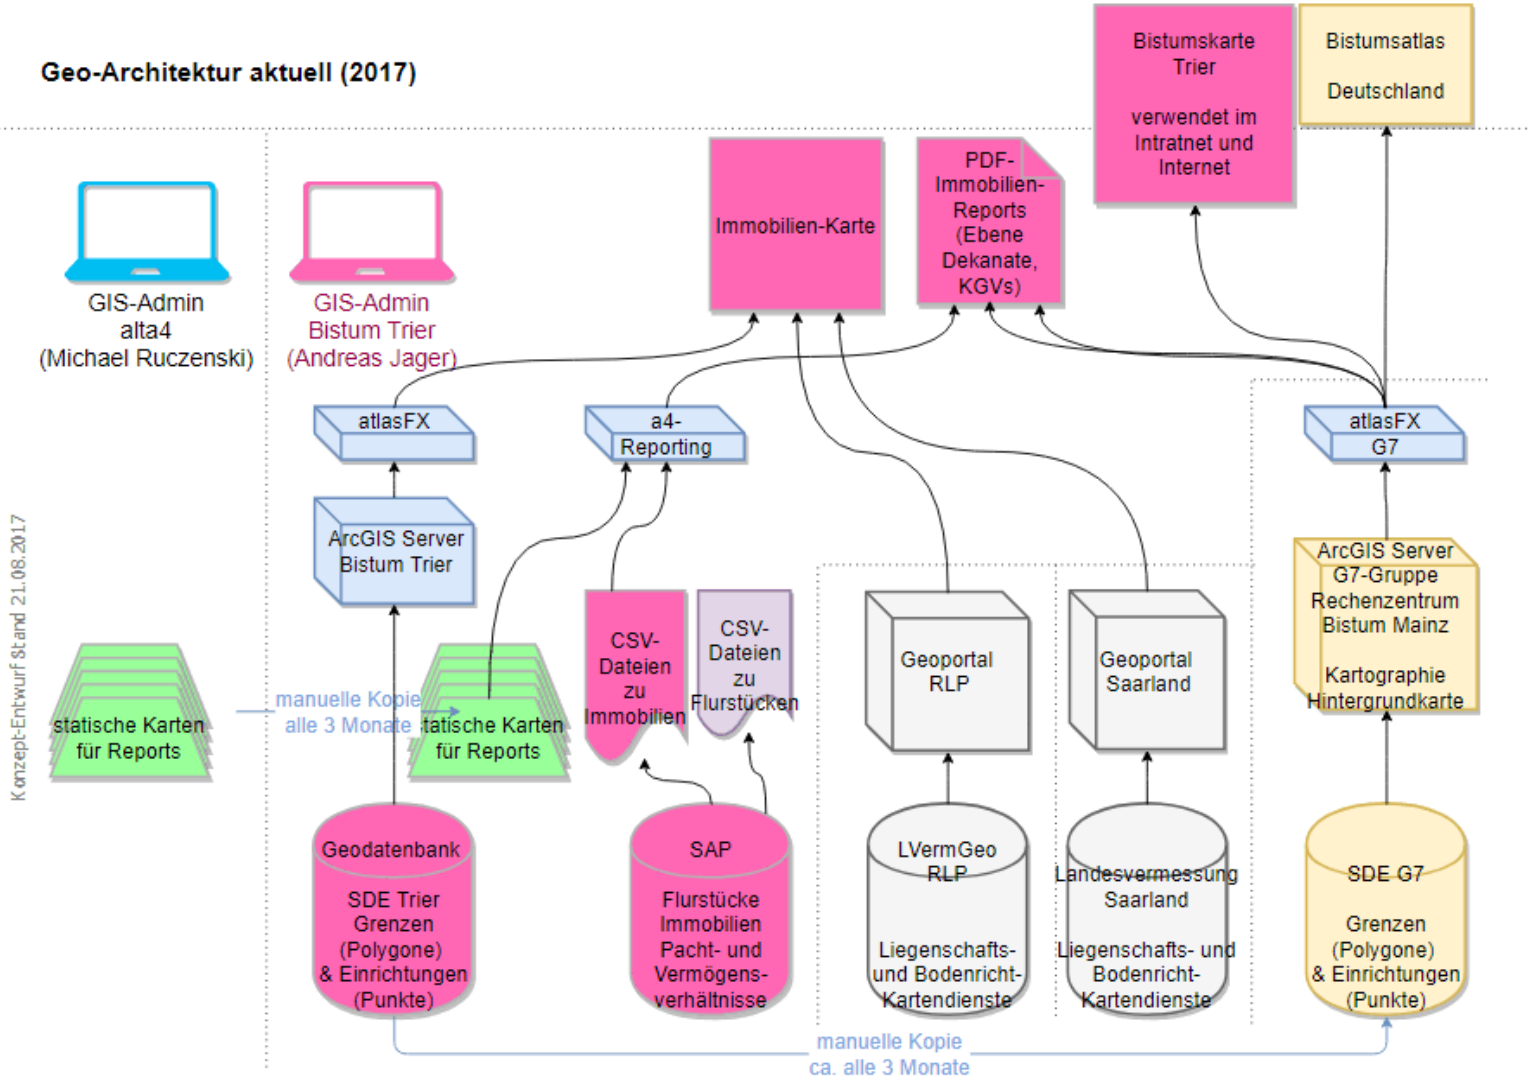 Geo-Architektur aktuell (2017)
Bistumskarte
Trier
verwendet im
Intratnet und
Internet
Bistumsatlas
Deutschland
GIS-Admin
alta4
(Michael Ruczenski)
GIS-Admin
Bistum Trier
(Andreas Jager)
Immobilien-Karte
PDF-
Immobilien-
Reports
(Ebene
Dekanate,
KGVs)
atlasFX
a4-
Reporting
atlasFX
G7
ArcGIS Server
Bistum Trier
ArcGIS Server
G7-Gruppe
Rechenzentrum
Bistum Mainz
Kartographie
Hintergrundkarte
Konzept-Entwurf Stand 21.08.2017
statische Karten
für Reports
manuelle Kopie
alle 3 Monate
tatische Karten
für Reports
CSV-
Dateien
zu
Immobilien
CSV-
Dateien
zu
Flurstücken
Geoportal
RLP
Geoportal
Saarland
Geodatenbank
SDE Trier
Grenzen
(Polygone)
& Einrichtungen
(Punkte)
SAP
Flurstücke
Immobilien
Pacht- und
Vermögens-
verhältnisse
LVermGeo
RLP
Liegenschafts-
und Bodenricht-
Kartendienste
Landesvermessung
Saarland
Liegenschafts- und
Bodenricht-
Kartendienste
SDE G7
Grenzen
(Polygone)
& Einrichtungen
(Punkte)
manuelle Kopie
ca. alle 3 Monate